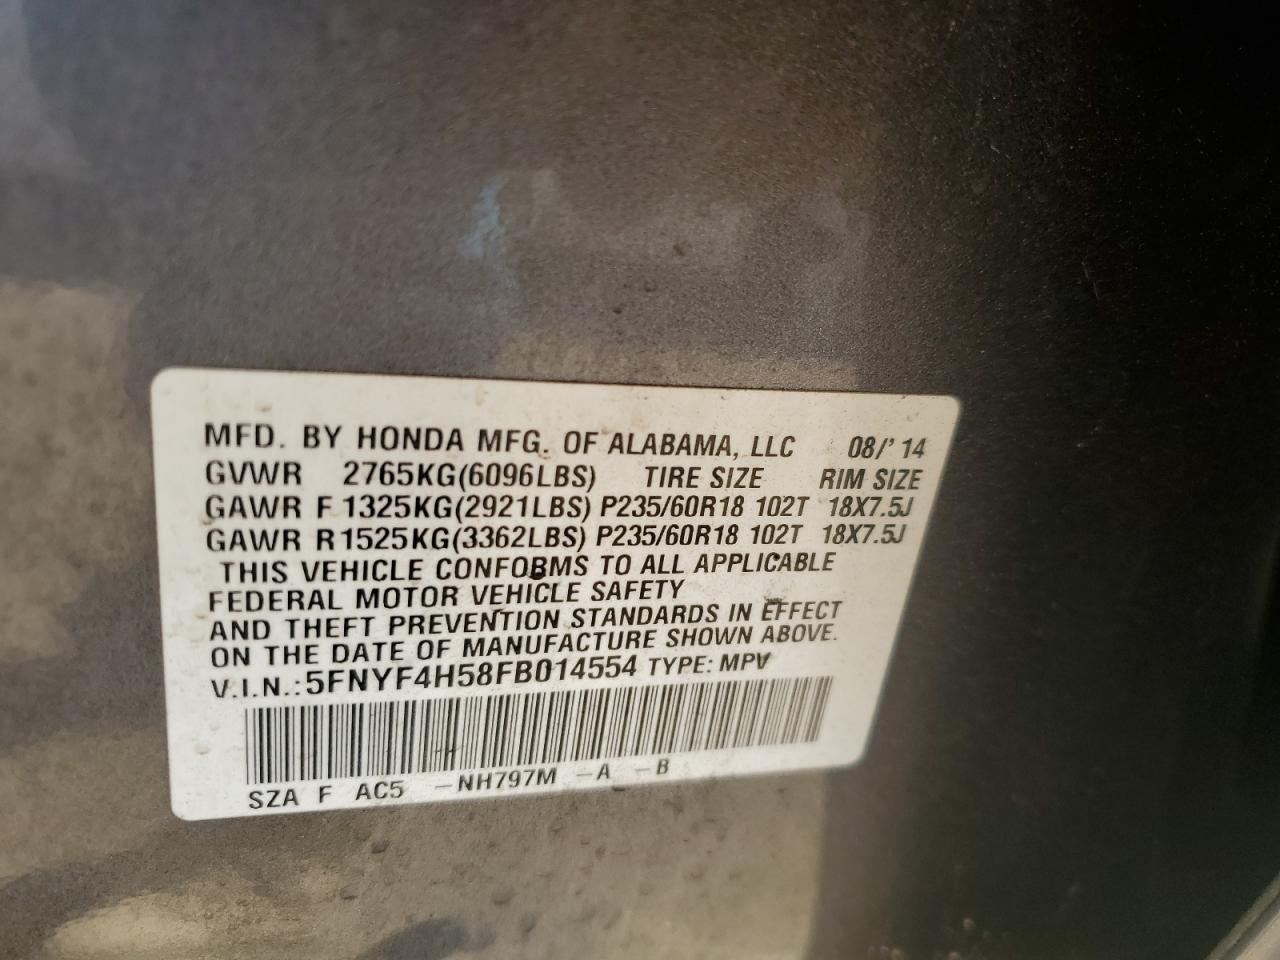 MFD. BY HONDA MFG. OF ALABAMA, LLC 08/'14
GVWR 2765KG(6096LBS) TIRE SIZE RIM SIZE
GAWR F 1325KG(2921LBS) P235/60R18 102T 18X7.5J
GAWR R 1525KG(3362LBS) P235/60R18 102T 18X7.5J
THIS VEHICLE CONFORMS TO ALL APPLICABLE
FEDERAL MOTOR VEHICLE SAFETY
AND THEFT PREVENTION STANDARDS IN EFFECT
ON THE DATE OF MANUFACTURE SHOWN ABOVE.
V.I.N.:5FNYF4H58FB014554 TYPE: MPV
SZA F AC5 -NH797M -A -B